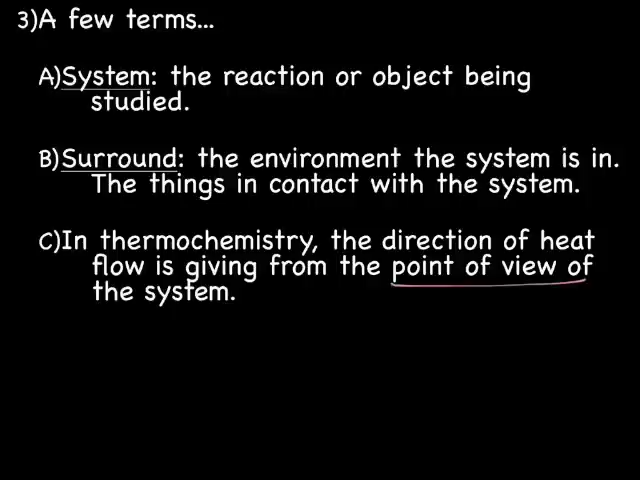 3)A few terms...
A)System: the reaction or object being
studied.
B)Surround: the environment the system is in.
The things in contact with the system.
C)In thermochemistry, the direction of heat
flow is giving from the point of view of
the system.